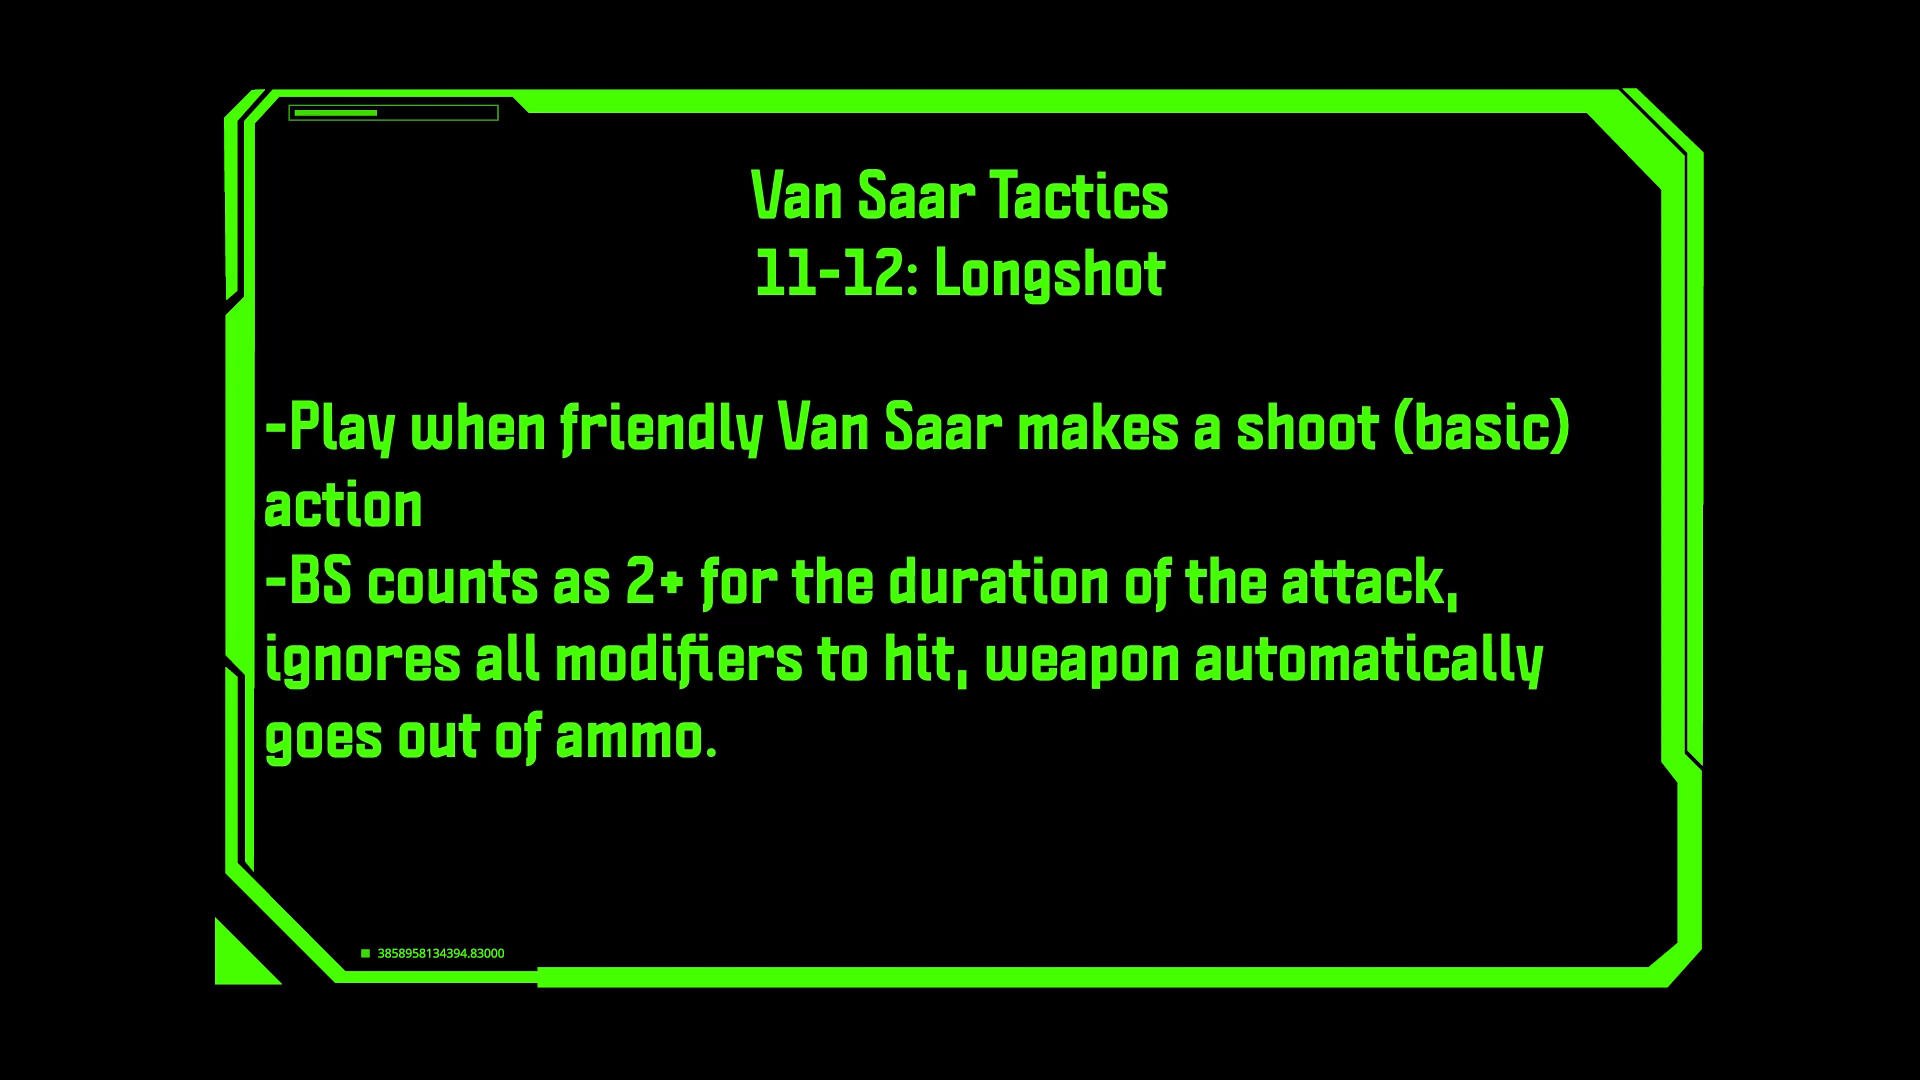 Van Saar Tactics
11-12: Longshot
-Play when friendly Van Saar makes a shoot (basic)
action
-BS counts as 2+ for the duration of the attack,
ignores all modifiers to hit, weapon automatically
goes out of ammo.
3858958134394.83000